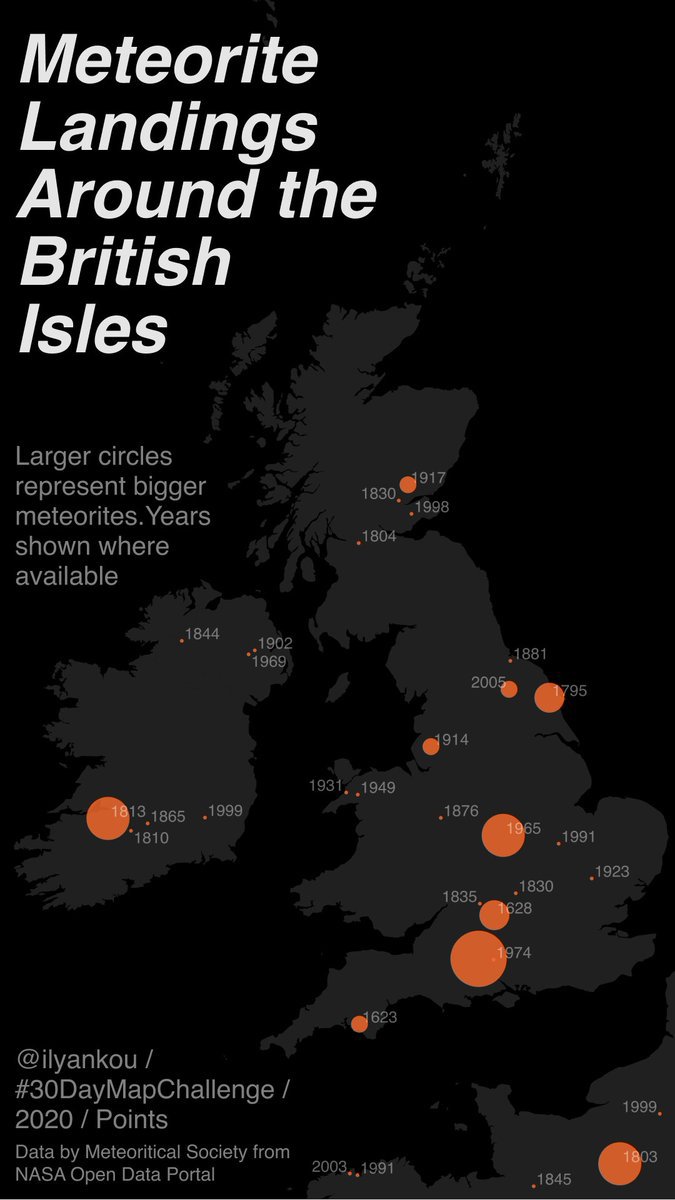 Meteorite
Landings
Around the
British
Isles
Larger circles
represent bigger
meteorites.Years
shown where
available
1917
1830
1998
1804
1844
1902
1969
1881
2005
1795
1914
1931
1949
1813
1865
1999
1810
1876
1965
1991
1923
1830
1835
1628
1974
1623
@ilyankou /
#30DayMapChallenge /
2020 / Points
Data by Meteoritical Society from
NASA Open Data Portal
1999
1803
2003
1991
1845